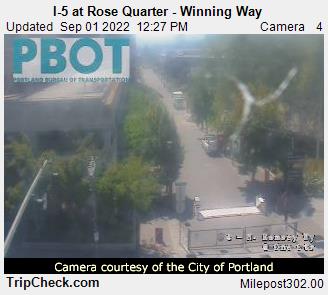 I-5 at Rose Quarter - Winning Way
Updated Sep 01 2022 12:27 PM Camera 4
PBOT
PORTLAND BUREAU OF TRANSPORTATION
Camera courtesy of the City of Portland
TripCheck.com Milepost302.00